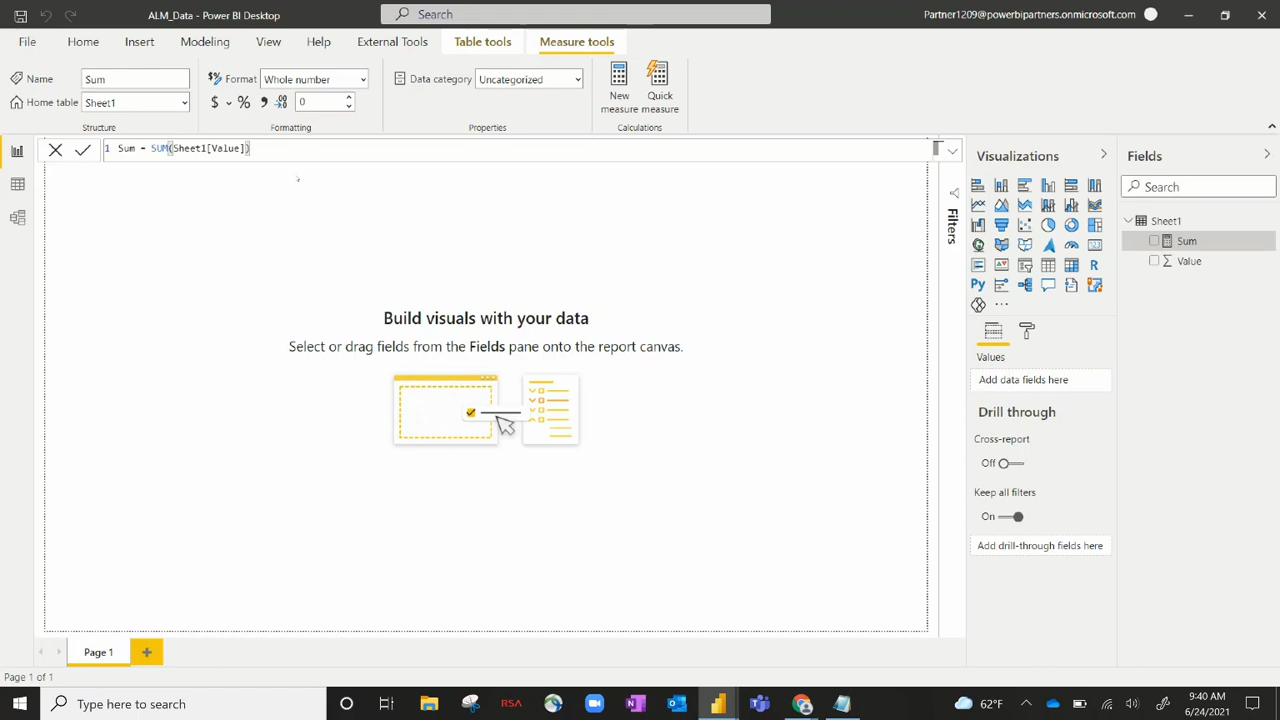 ALM_Data - Power BI Desktop
Search
Partner1209@powerbipartners.onmicrosoft.com
File
Home
Insert
Modeling
View
Help
External Tools
Table tools
Measure tools
Name
Sum
Home table
Sheet1
Structure
Format
Whole number
$
%
0
Formatting
Data category
Uncategorized
Properties
New
measure
Quick
measure
Calculations
1 Sum = SUM(Sheet1[Value])
Filters
Build visuals with your data
Select or drag fields from the Fields pane onto the report canvas.
Visualizations
R
Py
Values
Add data fields here
Drill through
Cross-report
Off
Keep all filters
On
Add drill-through fields here
Fields
Search
Sheet1
Sum
Value
Page 1
Page 1 of 1
Type here to search
RSA
62°F
9:40 AM
6/24/2021